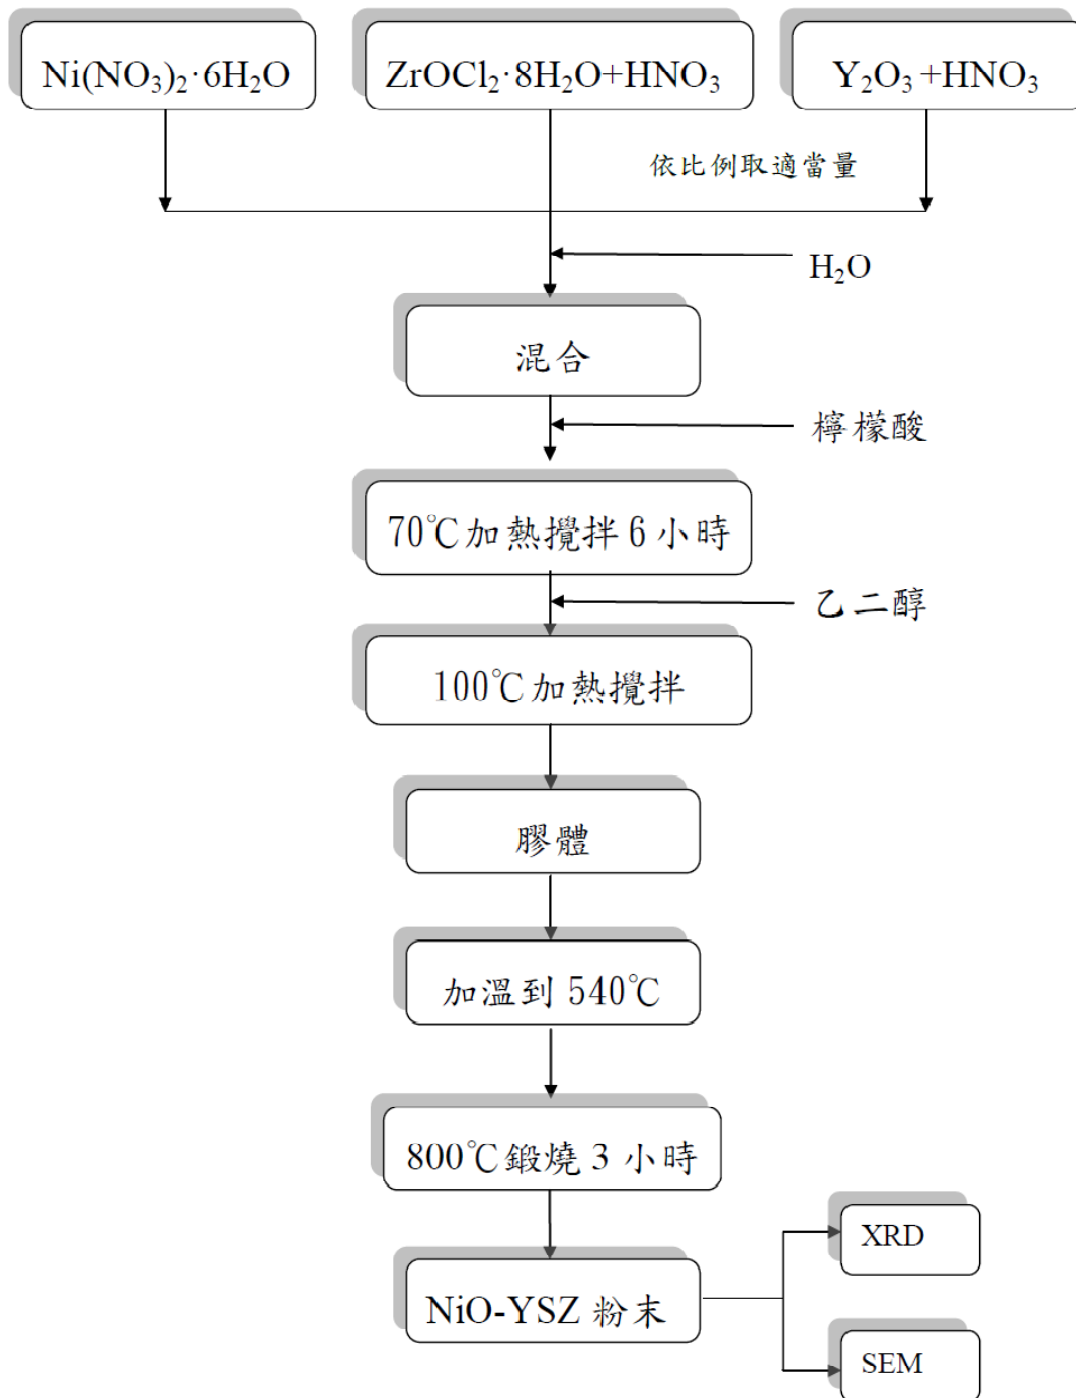 Ni(NO₃)₂·6H₂O
ZrOCl₂·8H₂O+HNO₃
Y₂O₃+HNO₃
依比例取適當量
H₂O
混合
檸檬酸
70℃加熱攪拌 6 小時
乙二醇
100℃加熱攪拌
膠體
加溫到 540℃
800℃鍛燒 3 小時
NiO-YSZ 粉末
XRD
SEM